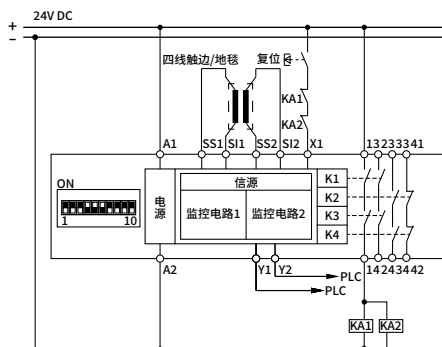 24V DC
+
−
四线触边/地毯 复位
KA1
KA2
A1 SS1 SI1 SS2 SI2 X1 13 23 33 41
ON
1 10
电源
信源
监控电路1 监控电路2
K1
K2
K3
K4
A2 Y1 Y2 14 24 34 42
PLC
PLC
KA1 KA2